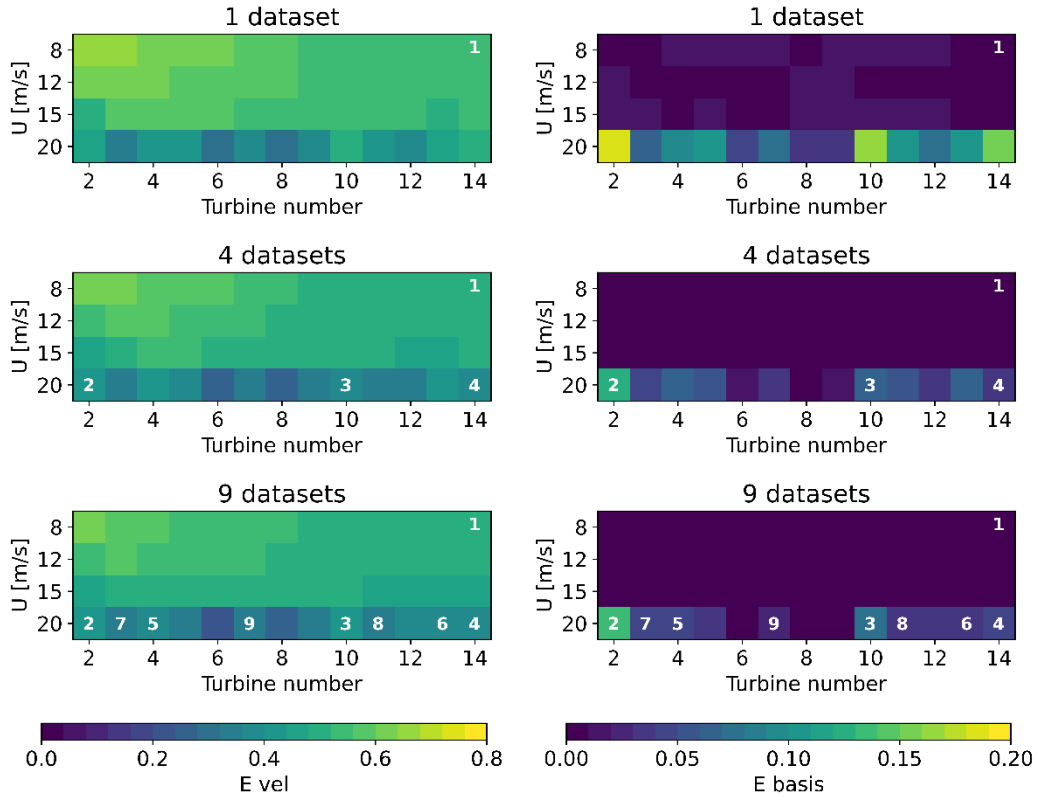 1 dataset
U [m/s]
8
12
15
20
1
2 4 6 8 10 12 14
Turbine number
1 dataset
U [m/s]
8
12
15
20
1
2 4 6 8 10 12 14
Turbine number
4 datasets
U [m/s]
8
12
15
20
1
2 3 4
2 4 6 8 10 12 14
Turbine number
4 datasets
U [m/s]
8
12
15
20
1
2 3 4
2 4 6 8 10 12 14
Turbine number
9 datasets
U [m/s]
8
12
15
20
1
2 7 5 9 3 8 6 4
2 4 6 8 10 12 14
Turbine number
9 datasets
U [m/s]
8
12
15
20
1
2 7 5 9 3 8 6 4
2 4 6 8 10 12 14
Turbine number
0.0 0.2 0.4 0.6 0.8
E vel
0.00 0.05 0.10 0.15 0.20
E basis